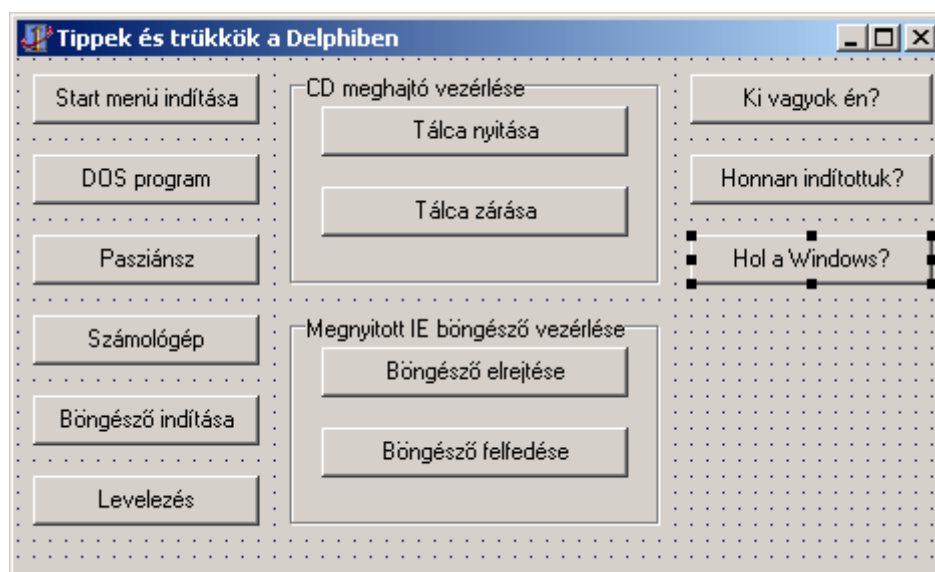 Tippek és trükkök a Delphiben
Start menü indítása
DOS program
Pasziánsz
Számológép
Böngésző indítása
Levelezés
CD meghajtó vezérlése
Tálca nyitása
Tálca zárása
Megnyitott IE böngésző vezérlése
Böngésző elrejtése
Böngésző felfedése
Ki vagyok én?
Honnan indítottuk?
Hol a Windows?